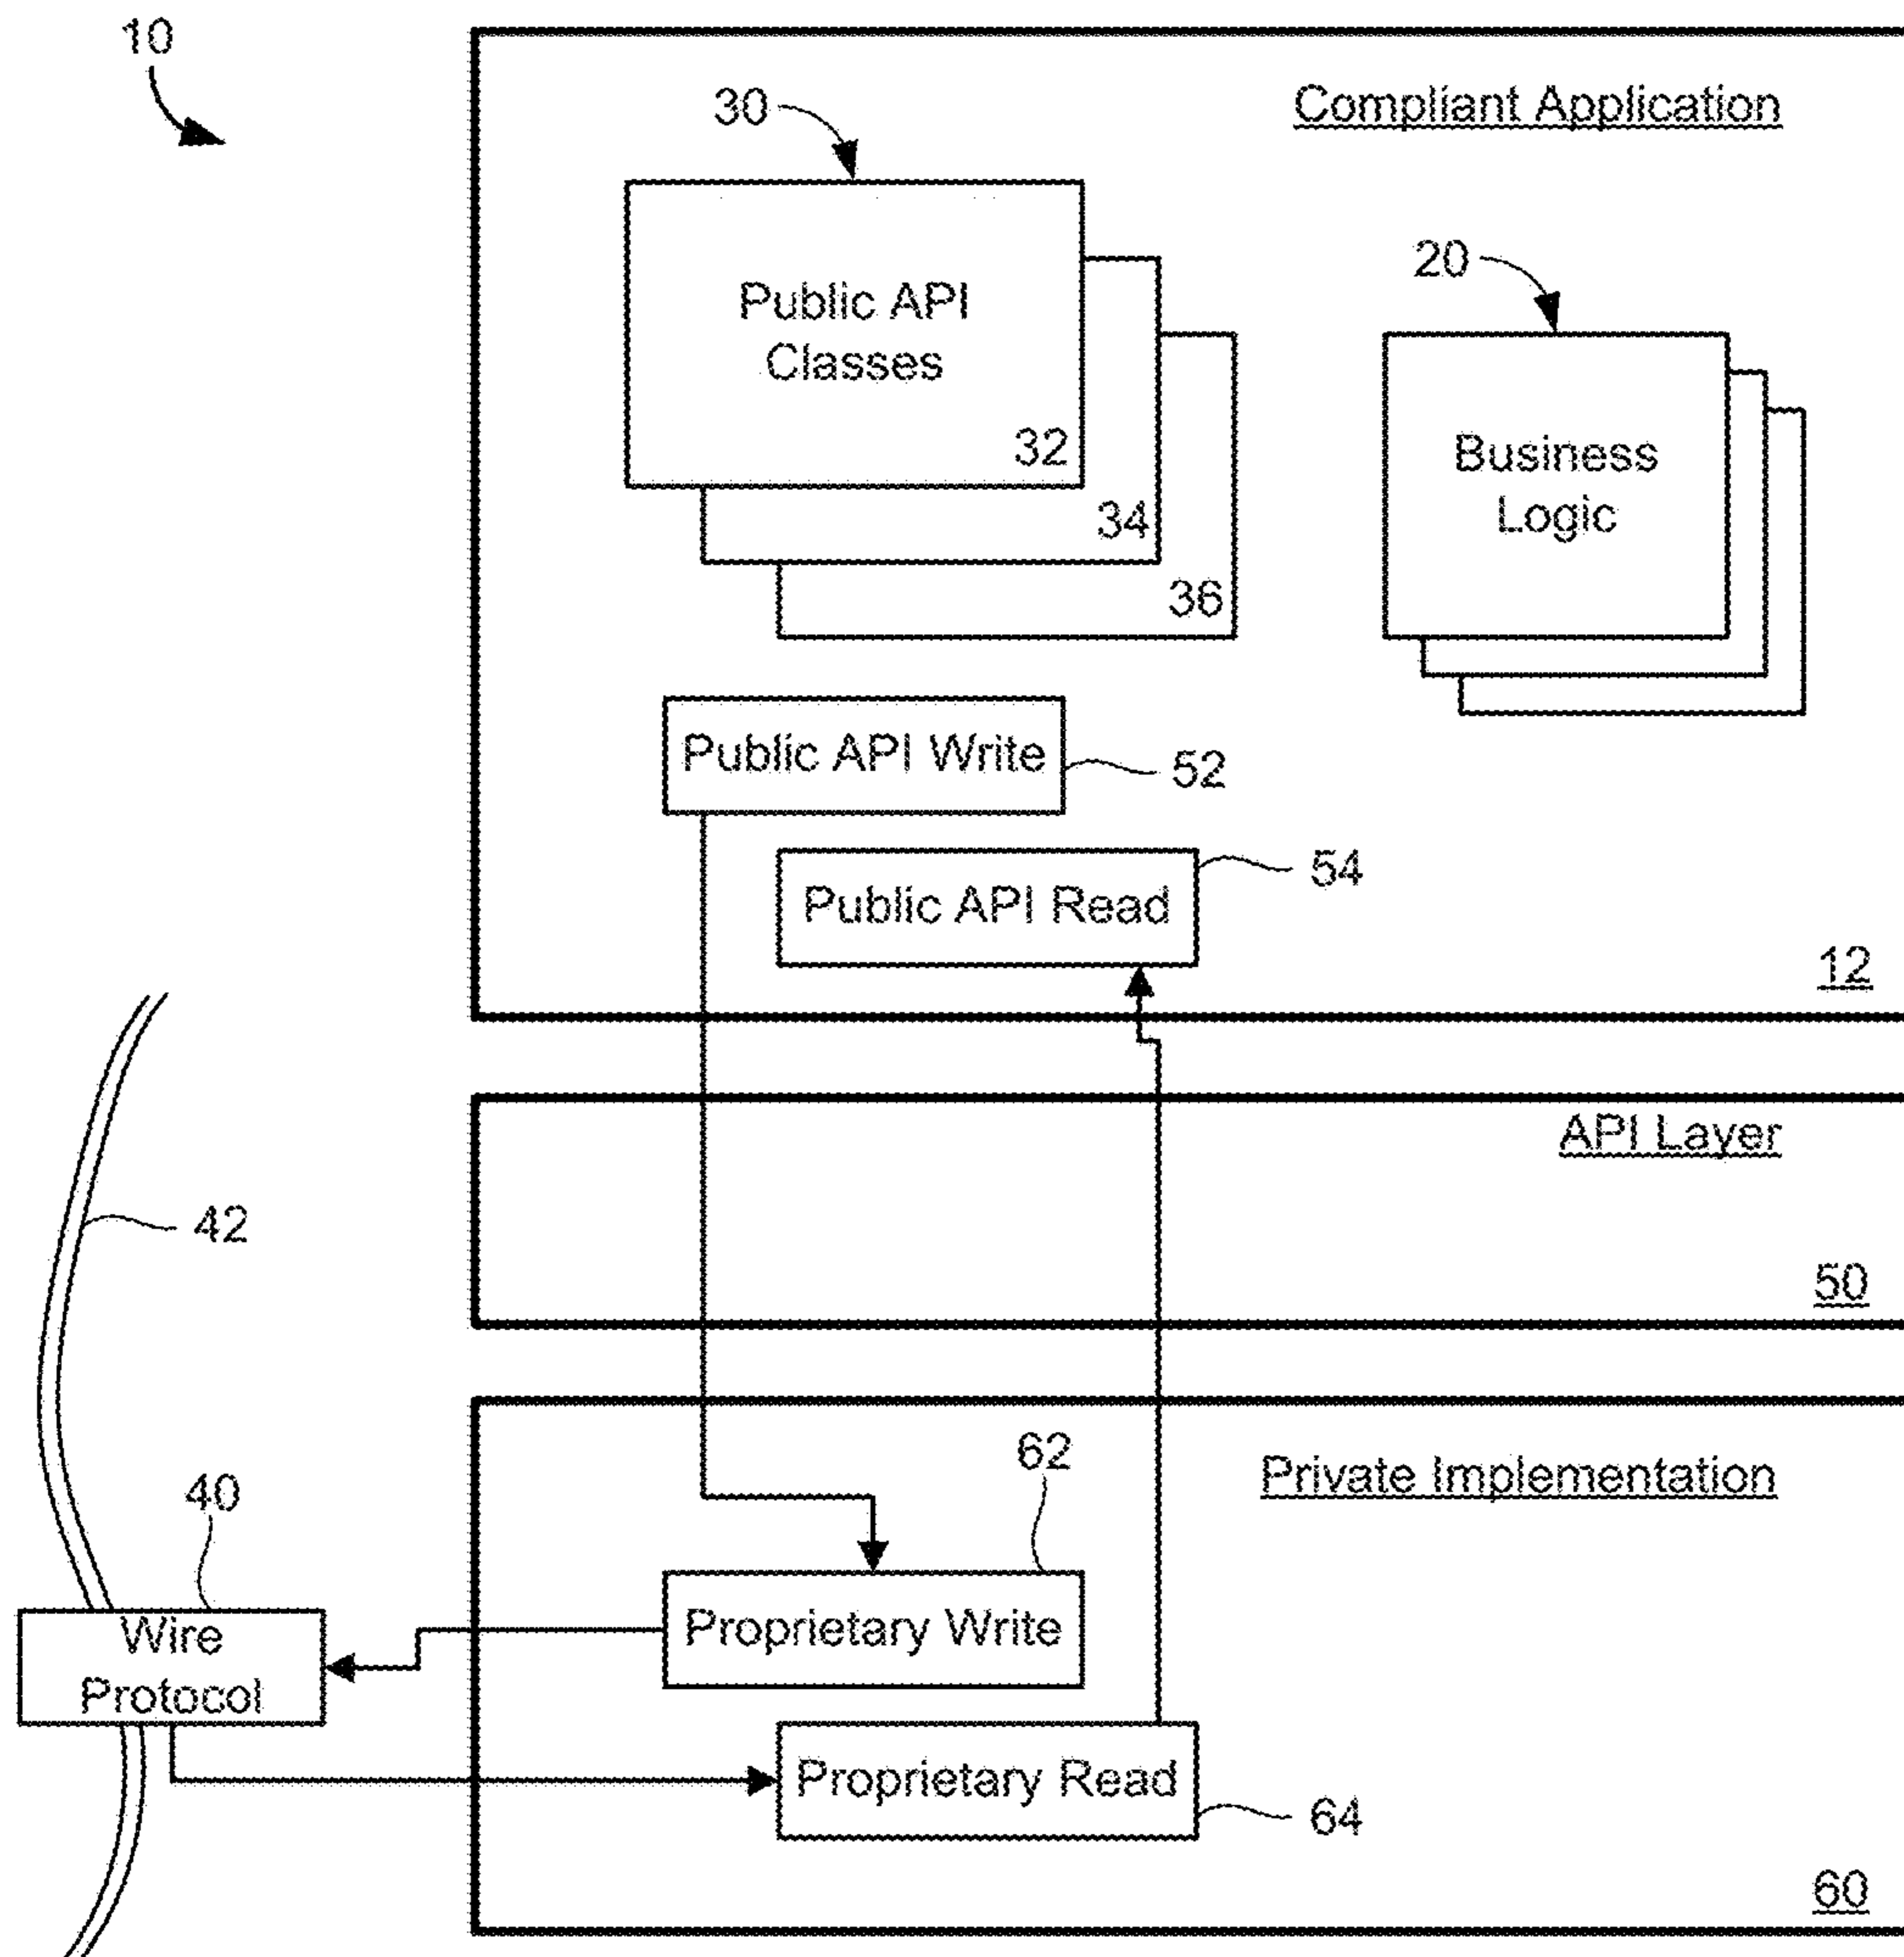 10
Compliant Application
30
20
Public API
Classes
32
34
36
Business
Logic
Public API Write
52
Public API Read
54
12
API Layer
42
50
62
Private Implementation
40
Wire
Protocol
Proprietary Write
Proprietary Read
64
60